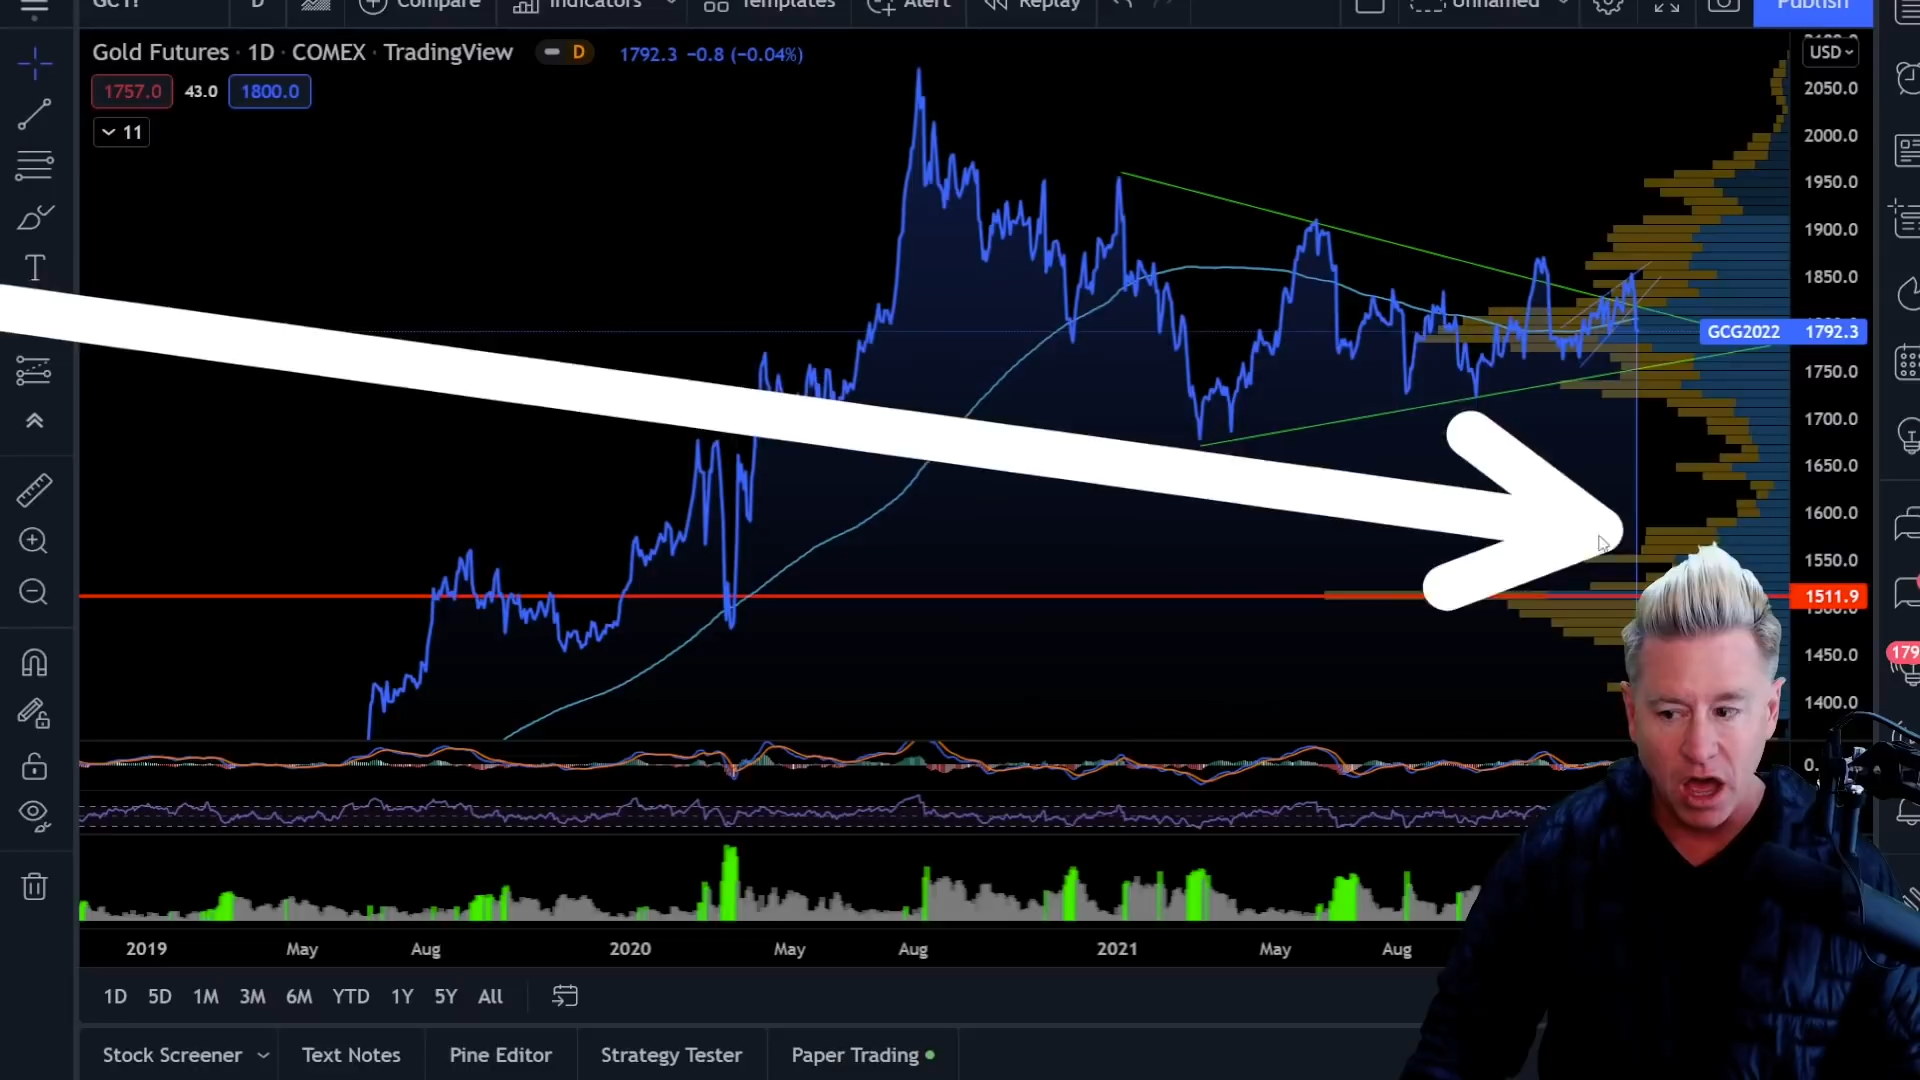 GC1!
D
Compare
Indicators
Templates
Alert
Replay
Unnamed
Publish
Gold Futures · 1D · COMEX · TradingView
D
1792.3 −0.8 (−0.04%)
USD
1757.0 43.0 1800.0
11
2050.0
2000.0
1950.0
1900.0
1850.0
GCG2022 1792.3
1750.0
1700.0
1650.0
1600.0
1550.0
1511.9
1500.0
1450.0
1400.0
179
0.
2019 May Aug 2020 May Aug 2021 May Aug
1D 5D 1M 3M 6M YTD 1Y 5Y All
Stock Screener Text Notes Pine Editor Strategy Tester Paper Trading